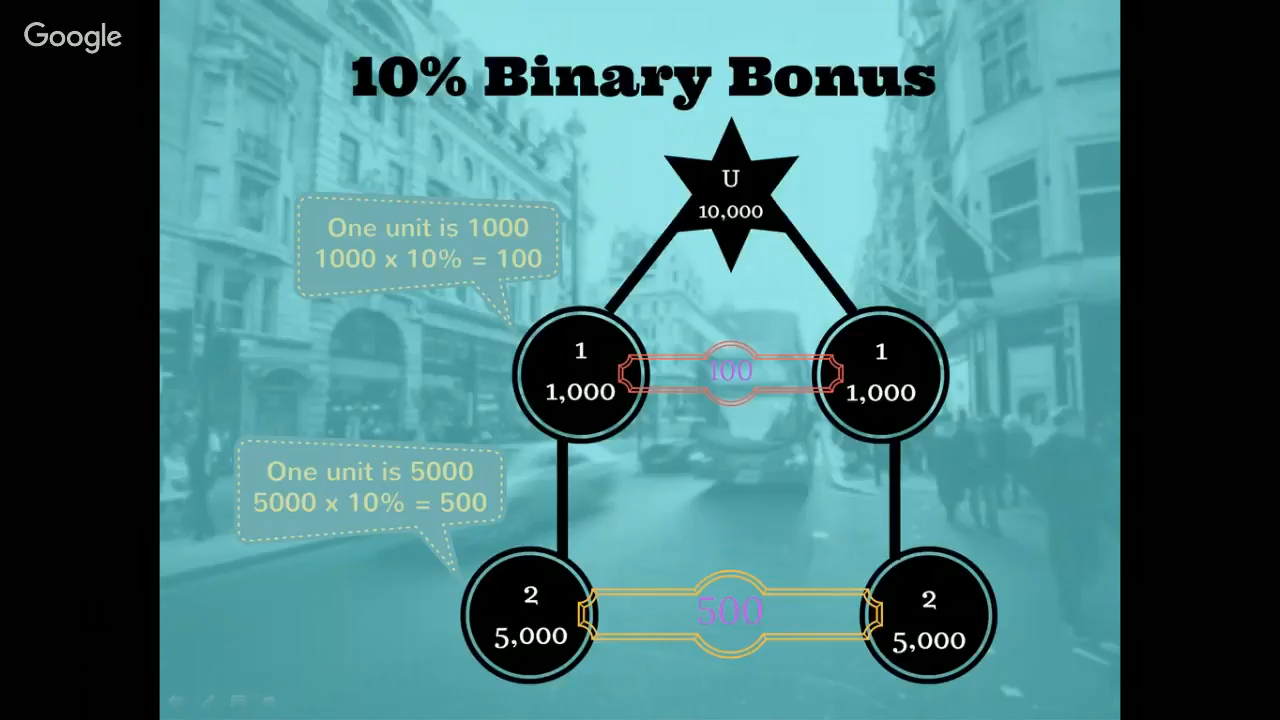 Google
10% Binary Bonus
U
10,000
One unit is 1000
1000 x 10% = 100
1
1,000
100
1
1,000
One unit is 5000
5000 x 10% = 500
2
5,000
500
2
5,000